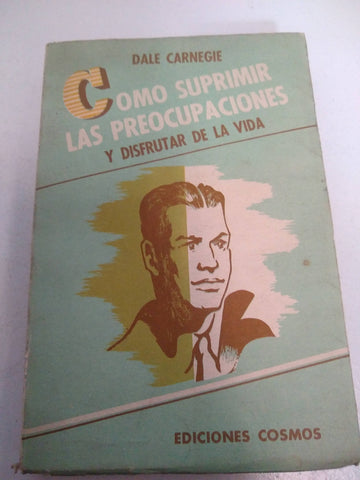 DALE CARNEGIE
COMO SUPRIMIR
LAS PREOCUPACIONES
Y DISFRUTAR DE LA VIDA
EDICIONES COSMOS